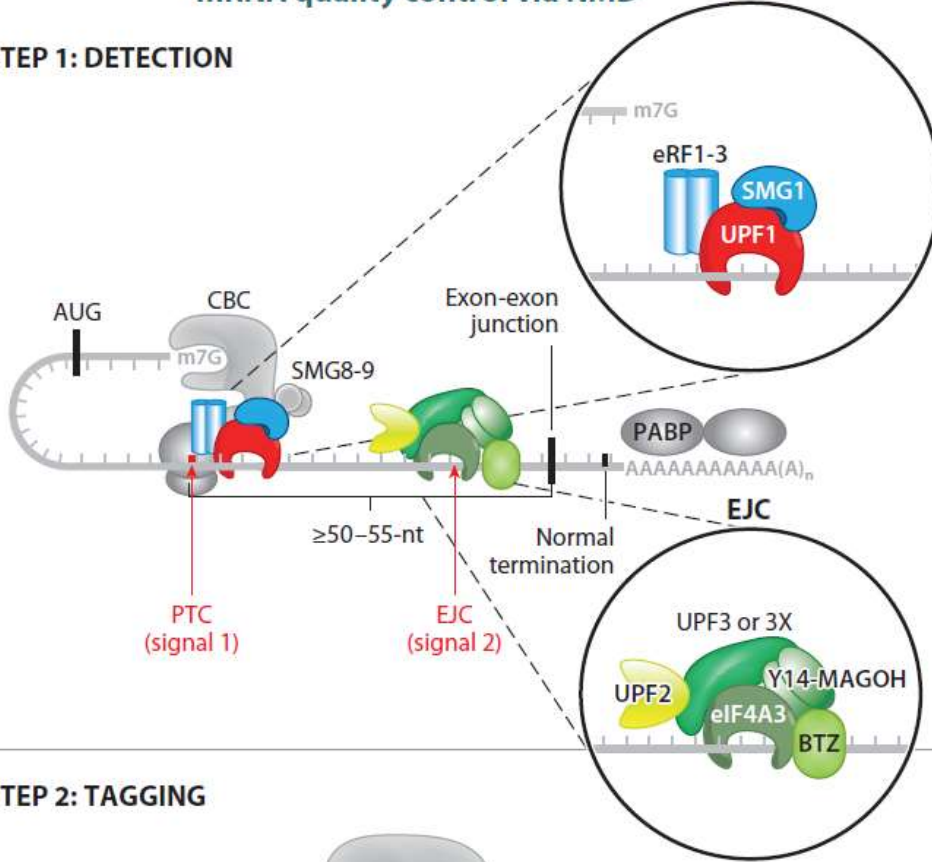 mRNA quality control via NMD
TEP 1: DETECTION
m7G
eRF1-3
SMG1
UPF1
Exon-exon
junction
AUG
CBC
m7G
SMG8-9
PABP
AAAAAAAAAAA(A)n
≥50–55-nt
Normal
termination
EJC
PTC
(signal 1)
EJC
(signal 2)
UPF3 or 3X
Y14-MAGOH
UPF2
eIF4A3
BTZ
TEP 2: TAGGING